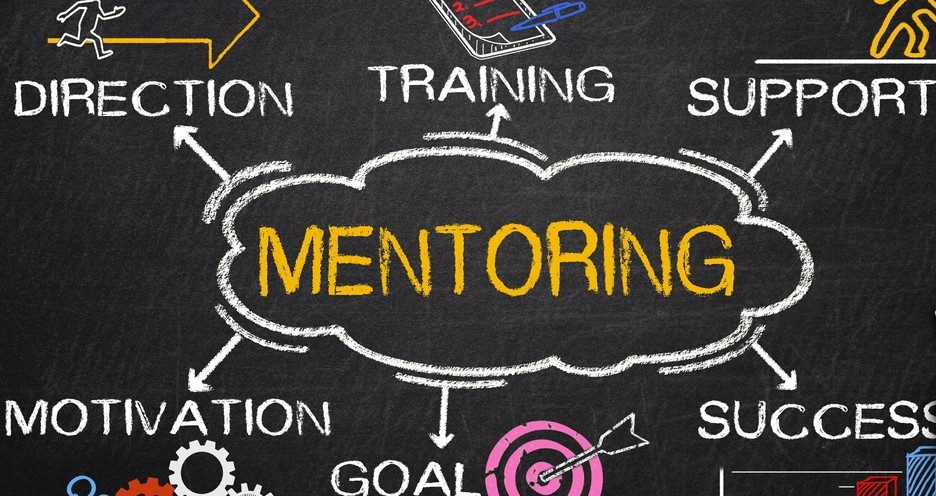 DIRECTION
TRAINING
SUPPORT
MENTORING
MOTIVATION
GOAL
SUCCESS